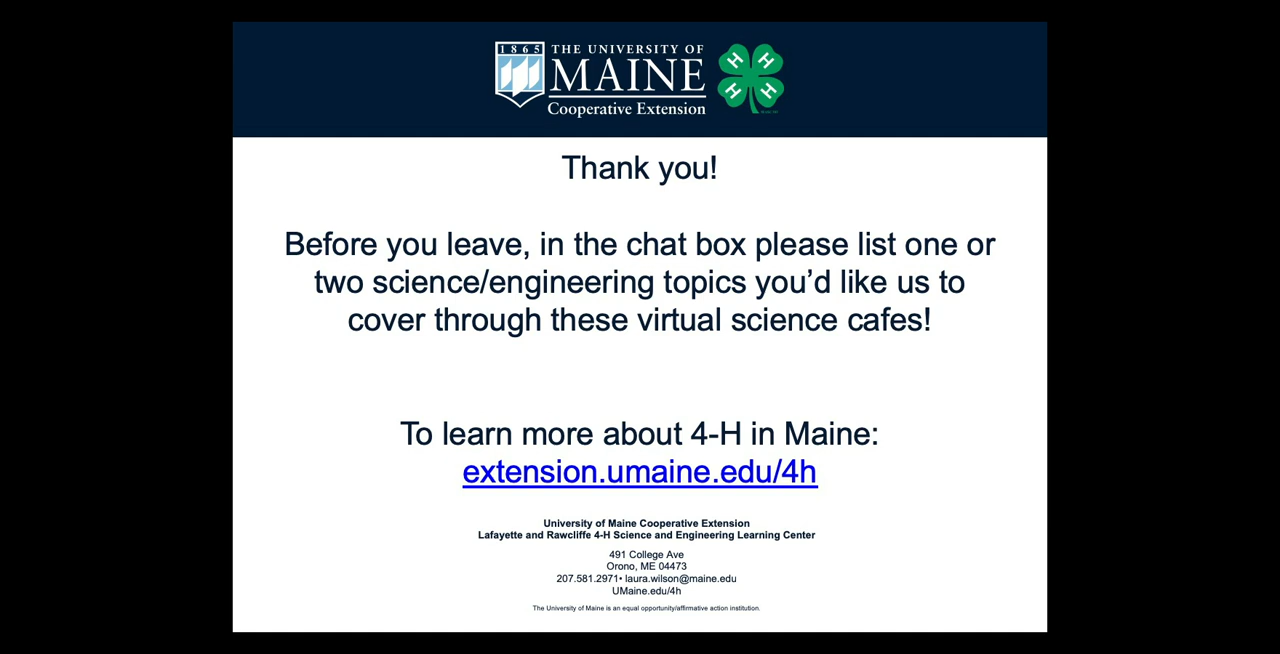 1865
THE UNIVERSITY OF
MAINE
Cooperative Extension
H H
H H
Thank you!
Before you leave, in the chat box please list one or
two science/engineering topics you’d like us to
cover through these virtual science cafes!
To learn more about 4-H in Maine:
extension.umaine.edu/4h
University of Maine Cooperative Extension
Lafayette and Rawcliffe 4-H Science and Engineering Learning Center
491 College Ave
Orono, ME 04473
207.581.2971• laura.wilson@maine.edu
UMaine.edu/4h
The University of Maine is an equal opportunity/affirmative action institution.